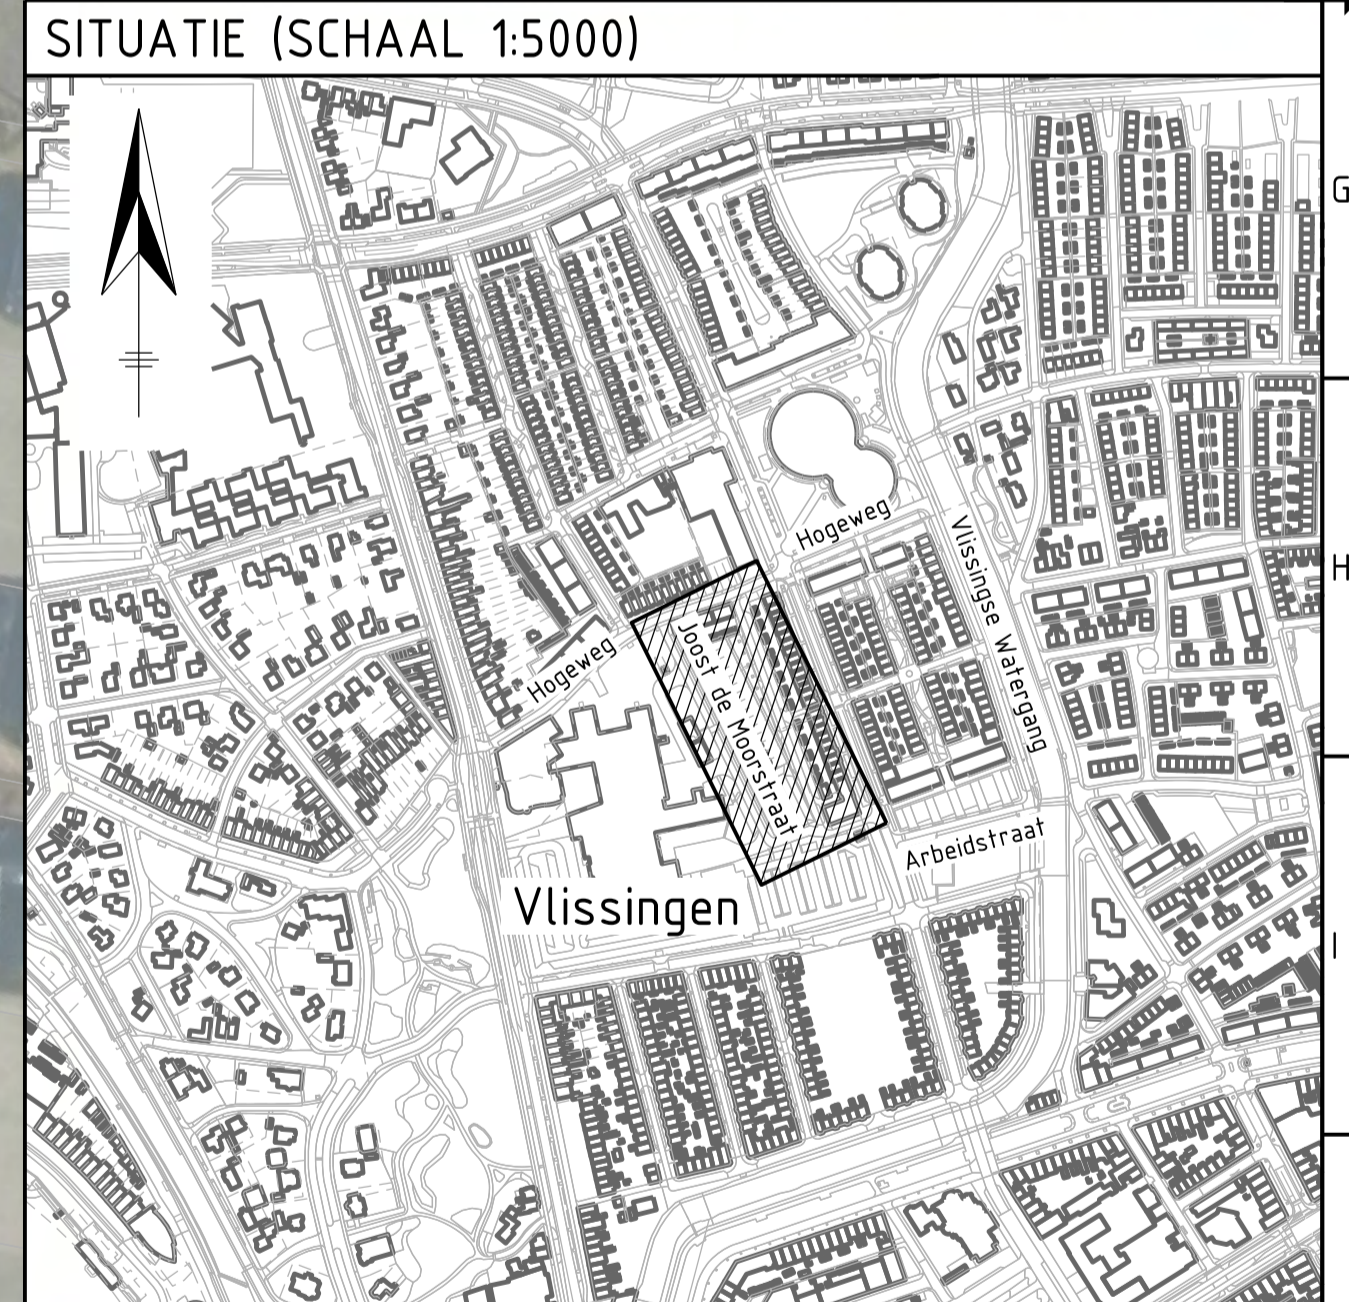 SITUATIE (SCHAAL 1:5000)
G
Hogeweg
Vlissingse Watergang
H
Joost de Moorstraat
Hogeweg
Arbeidstraat
Vlissingen
I